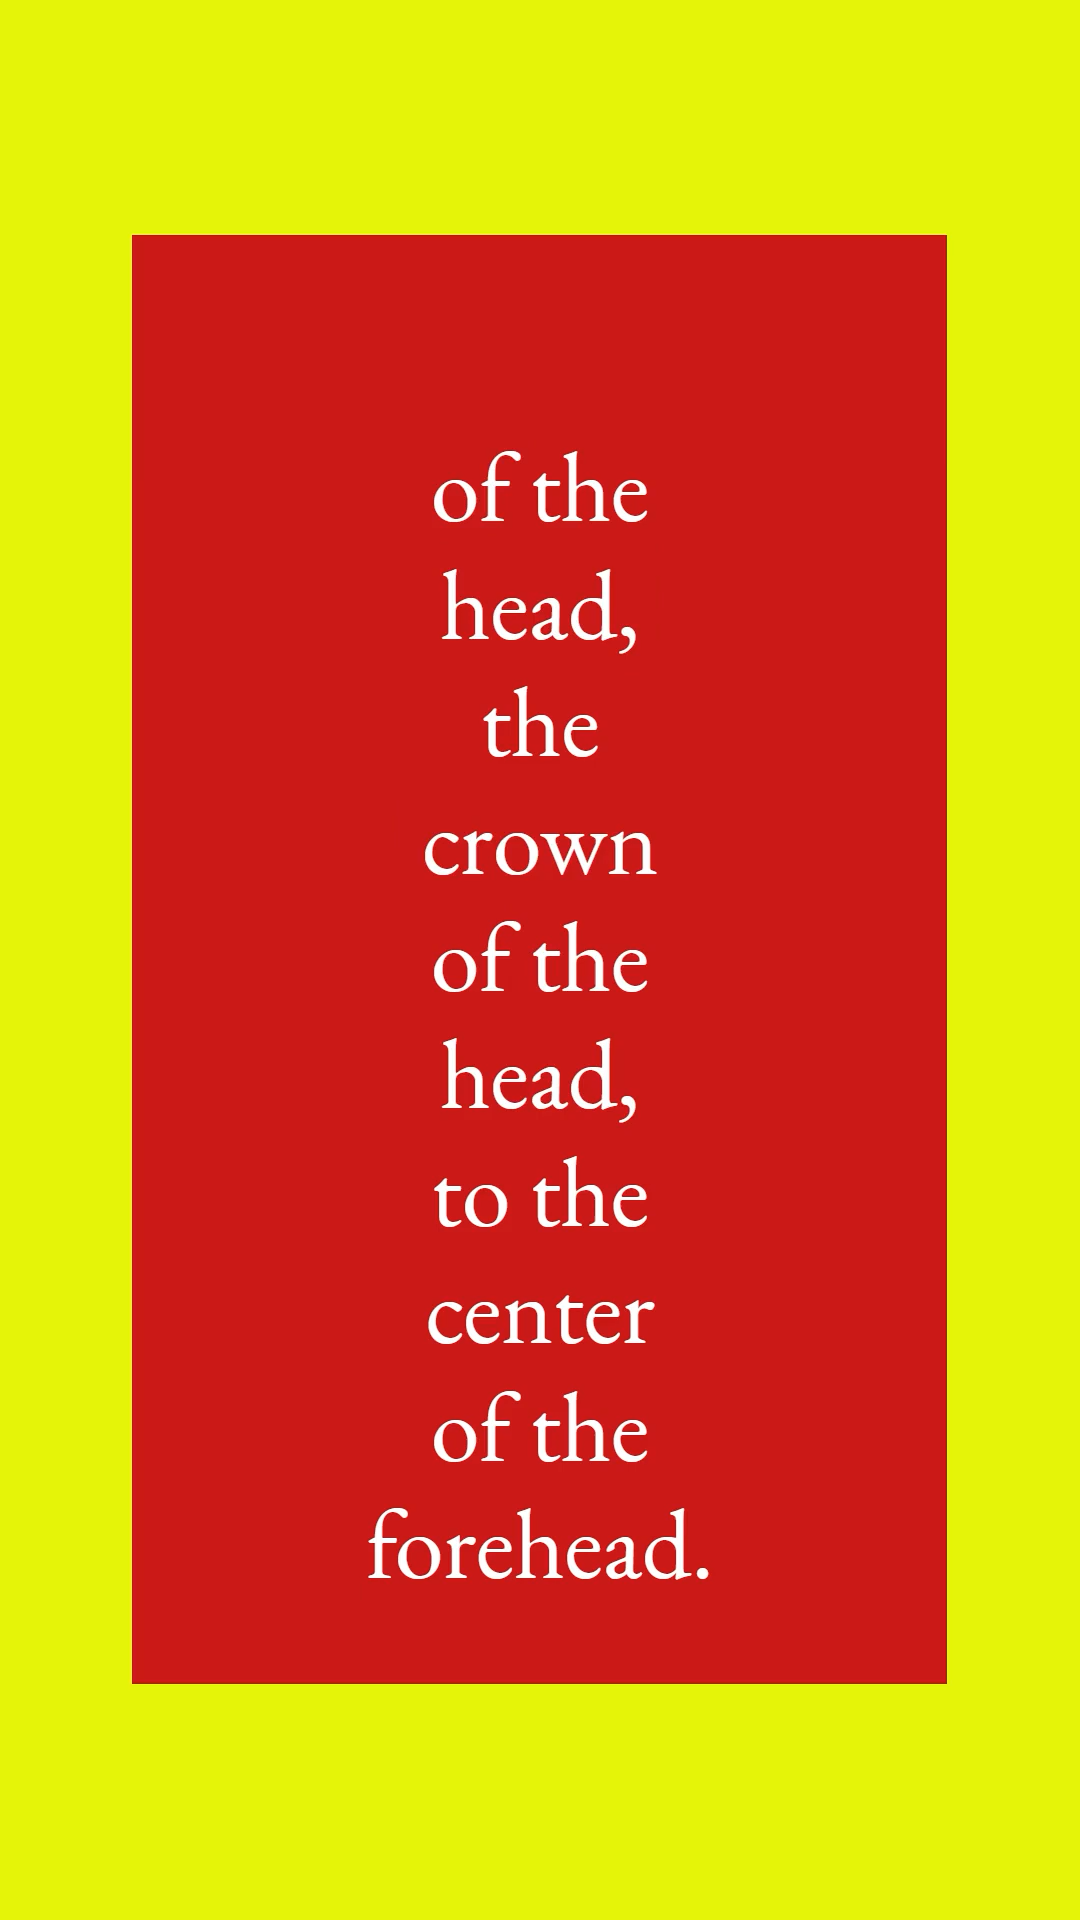 of the
head,
the
crown
of the
head,
to the
center
of the
forehead.